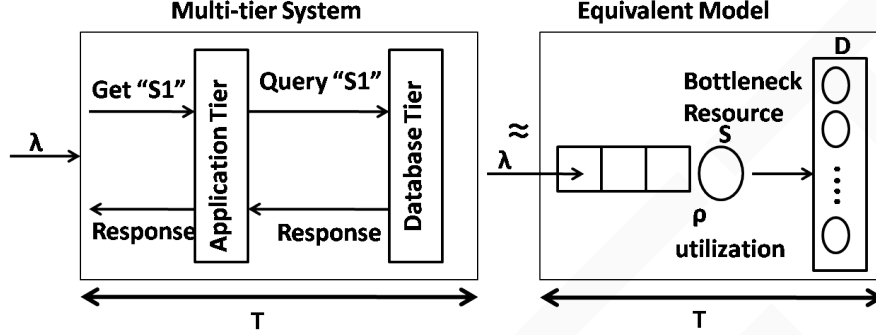 Multi-tier System
Get “S1”
Query “S1”
Application Tier
Database Tier
λ
Response
Response
T
≈
Equivalent Model
D
Bottleneck
Resource
S
λ
ρ
utilization
T